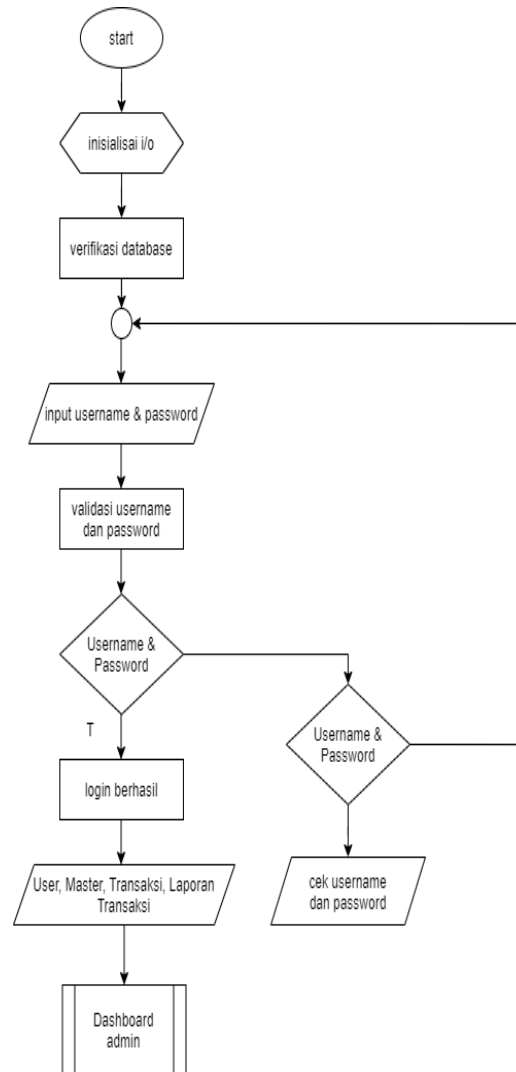 start
inisialisai i/o
verifikasi database
input username & password
validasi username
dan password
Username &
Password
T
Username &
Password
login berhasil
User, Master, Transaksi, Laporan
Transaksi
cek username
dan password
Dashboard
admin